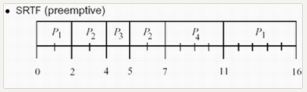 • SRTF (preemptive)
P1 P2 P3 P2 P4 P1
0 2 4 5 7 11 16